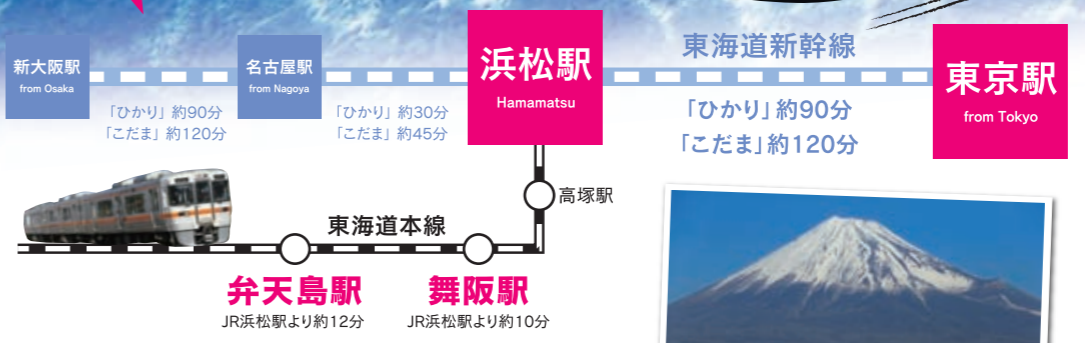 新大阪駅
from Osaka
「ひかり」 約90分
「こだま」 約120分
名古屋駅
from Nagoya
「ひかり」 約30分
「こだま」 約45分
浜松駅
Hamamatsu
東海道新幹線
「ひかり」 約90分
「こだま」 約120分
東京駅
from Tokyo
高塚駅
東海道本線
弁天島駅
JR浜松駅より約12分
舞阪駅
JR浜松駅より約10分